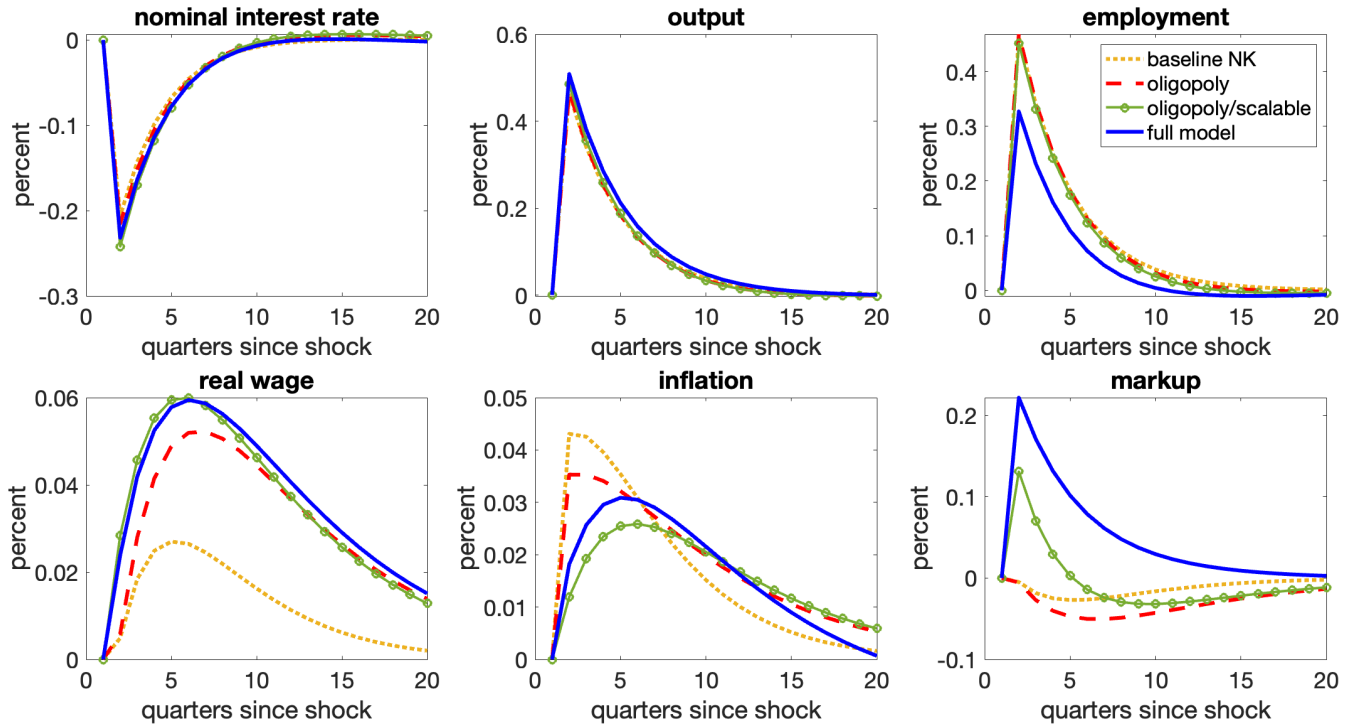 nominal interest rate
percent
0
-0.1
-0.2
-0.3
0 5 10 15 20
quarters since shock
output
percent
0.6
0.4
0.2
0
0 5 10 15 20
quarters since shock
employment
percent
0.4
0.3
0.2
0.1
0
0 5 10 15 20
quarters since shock
baseline NK
oligopoly
oligopoly/scalable
full model
real wage
percent
0.06
0.04
0.02
0
0 5 10 15 20
quarters since shock
inflation
percent
0.05
0.04
0.03
0.02
0.01
0
0 5 10 15 20
quarters since shock
markup
percent
0.2
0.1
0
-0.1
0 5 10 15 20
quarters since shock